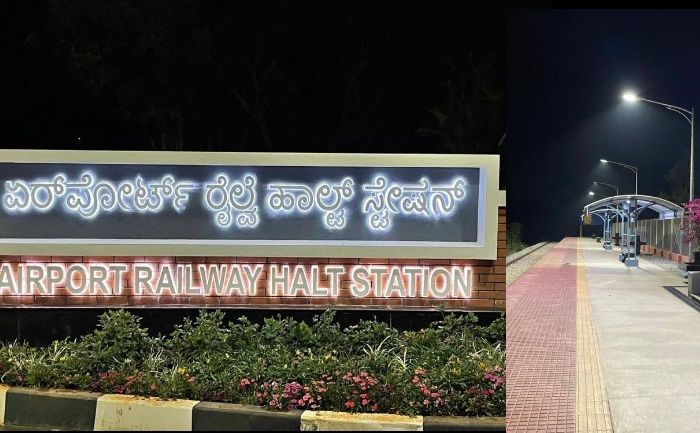 ಏರ್‌ಪೋರ್ಟ್ ರೈಲ್ವೆ ಹಾಲ್ಟ್ ಸ್ಟೇಷನ್
AIRPORT RAILWAY HALT STATION